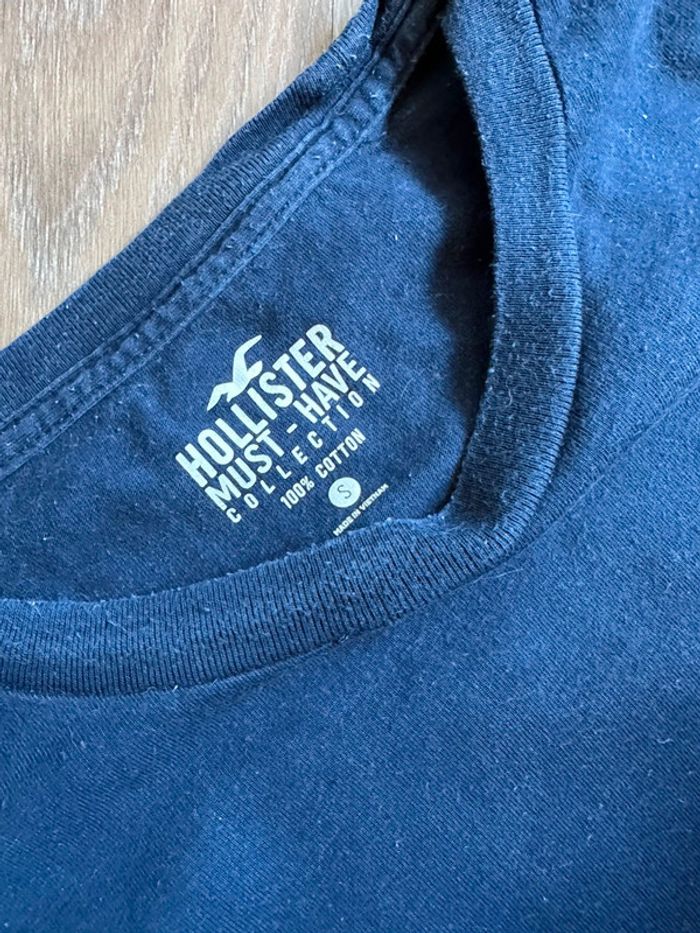 HOLLISTER
MUST-HAVE
COLLECTION
100% COTTON
S
MADE IN VIETNAM